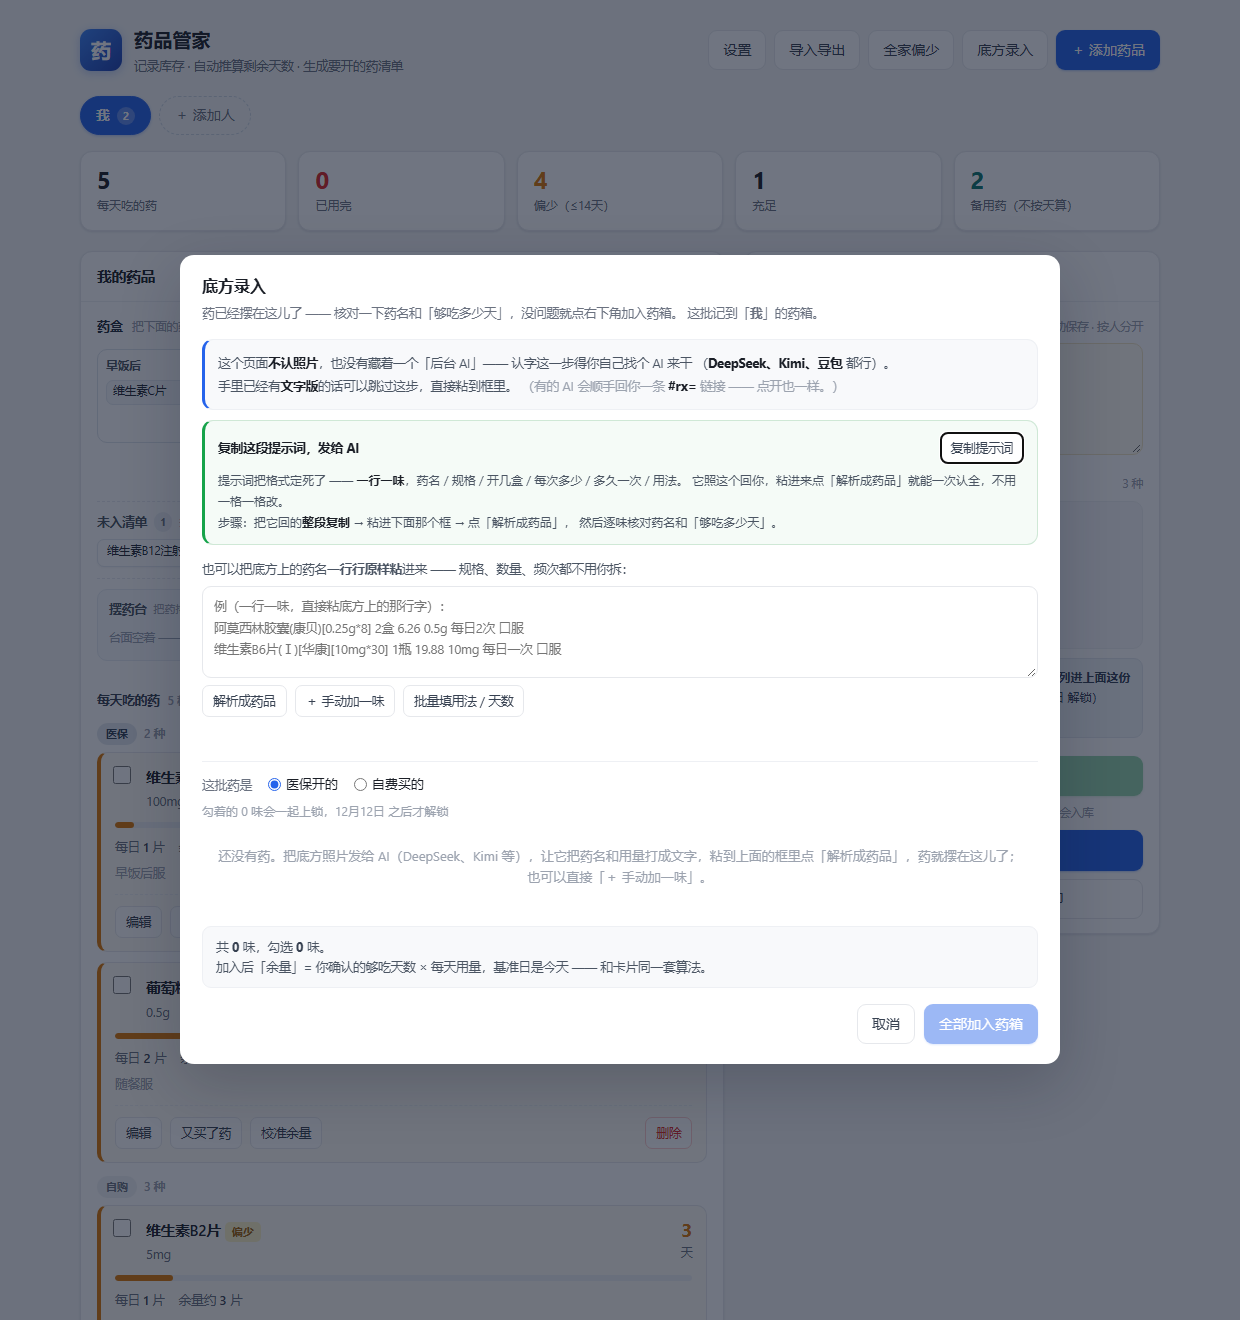 药
药品管家
记录库存 · 自动推算剩余天数 · 生成要开的药清单
设置
导入导出
全家偏少
底方录入
+ 添加药品
我 2
+ 添加人
5
每天吃的药
0
已用完
4
偏少（≤14天）
1
充足
2
备用药（不按天算）
我的药品
药盒 把下面的
保存 · 按人分开
早饭后
维生素C片
3 种
未入清单 1
维生素B12注射
摆药台
台面空着 ——
列进上面这份
解锁）
会入库
每天吃的药 5
医保 2 种
维生素
100mg
每日 1 片
早饭后服
编辑
葡萄糖
0.5g
每日 2 片
随餐服
编辑
又买了药
校准余量
删除
自购 3 种
维生素B2片 偏少
5mg
3
天
每日 1 片 余量约 3 片
底方录入
药已经摆在这儿了 —— 核对一下药名和「够吃多少天」，没问题就点右下角加入药箱。 这批记到「我」的药箱。
这个页面不认照片，也没有藏着一个「后台 AI」—— 认字这一步得你自己找个 AI 来干 （DeepSeek、Kimi、豆包 都行）。
手里已经有文字版的话可以跳过这步，直接粘到框里。 （有的 AI 会顺手回你一条 #rx= 链接 —— 点开也一样。）
复制这段提示词，发给 AI
复制提示词
提示词把格式定死了 —— 一行一味，药名 / 规格 / 开几盒 / 每次多少 / 多久一次 / 用法。 它照这个回你，粘进来点「解析成药品」就能一次认全，不用
一格一格改。
步骤：把它回的整段复制 → 粘进下面那个框 → 点「解析成药品」， 然后逐味核对药名和「够吃多少天」。
也可以把底方上的药名一行行原样粘进来 —— 规格、数量、频次都不用你拆：
例（一行一味，直接粘底方上的那行字）：
阿莫西林胶囊(康贝)[0.25g*8] 2盒 6.26 0.5g 每日2次 口服
维生素B6片(Ⅰ)[华康][10mg*30] 1瓶 19.88 10mg 每日一次 口服
解析成药品
+ 手动加一味
批量填用法 / 天数
这批药是 医保开的 自费买的
勾着的 0 味会一起上锁，12月12日 之后才解锁
还没有药。把底方照片发给 AI（DeepSeek、Kimi 等），让它把药名和用量打成文字，粘到上面的框里点「解析成药品」，药就摆在这儿了；
也可以直接「+ 手动加一味」。
共 0 味，勾选 0 味。
加入后「余量」= 你确认的够吃天数 × 每天用量，基准日是今天 —— 和卡片同一套算法。
取消
全部加入药箱